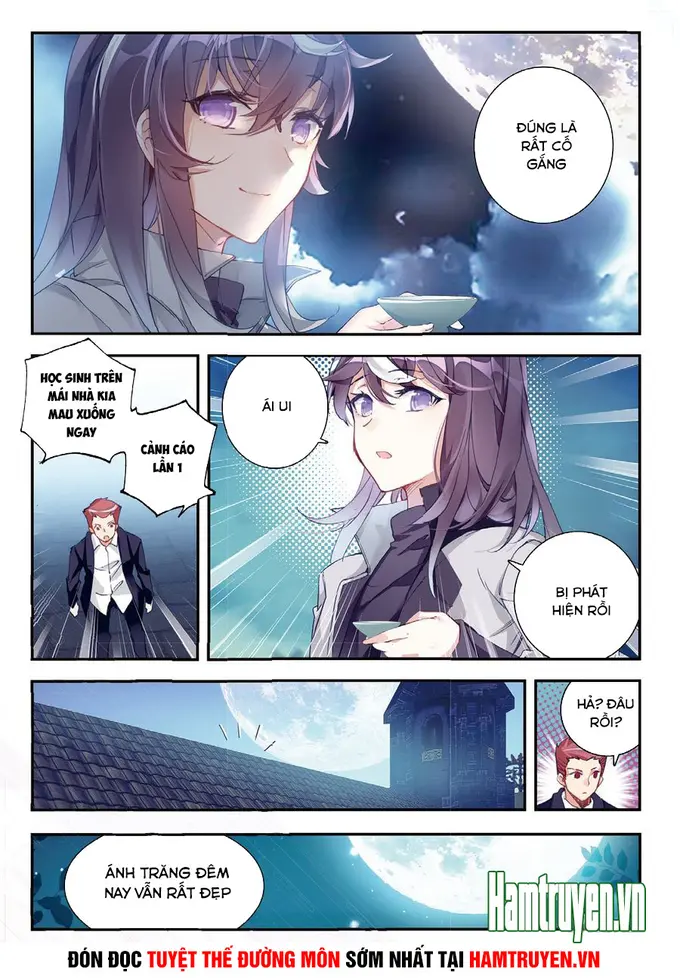 ĐÚNG LÀ
RẤT CỐ
GẮNG
HỌC SINH TRÊN
MÁI NHÀ KIA
MAU XUỐNG
NGAY
CẢNH CÁO
LẦN 1
ÁI UI
BỊ PHÁT
HIỆN RỒI
HẢ? ĐÂU
RỒI?
ÁNH TRĂNG ĐÊM
NAY VẪN RẤT ĐẸP
Hamtruyen.vn
ĐÓN ĐỌC TUYỆT THẾ ĐƯỜNG MÔN SỚM NHẤT TẠI HAMTRUYEN.VN